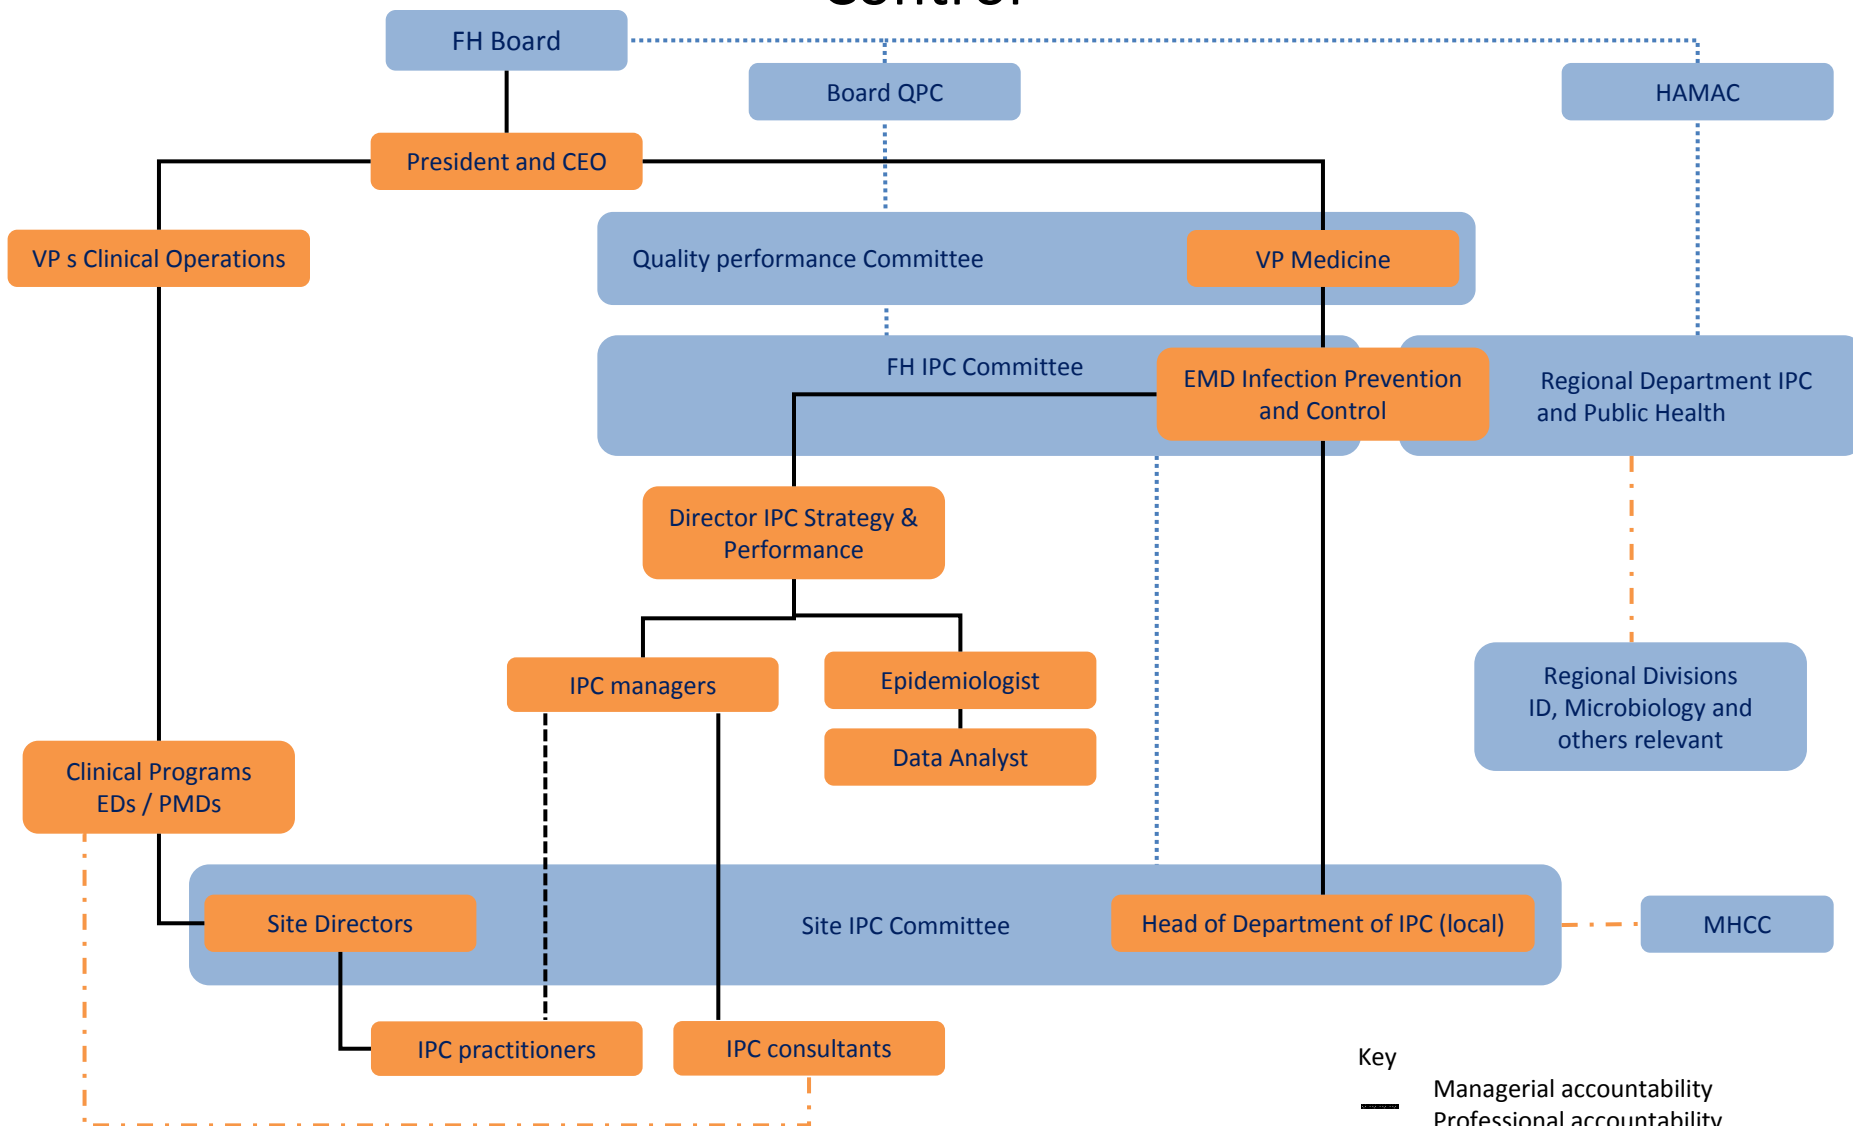 Control
FH Board
Board QPC
HAMAC
President and CEO
VP s Clinical Operations
Quality performance Committee
VP Medicine
FH IPC Committee
EMD Infection Prevention
and Control
Regional Department IPC
and Public Health
Director IPC Strategy &
Performance
IPC managers
Epidemiologist
Regional Divisions
ID, Microbiology and
others relevant
Data Analyst
Clinical Programs
EDs / PMDs
Site Directors
Site IPC Committee
Head of Department of IPC (local)
MHCC
IPC practitioners
IPC consultants
Key
Managerial accountability
Professional accountability